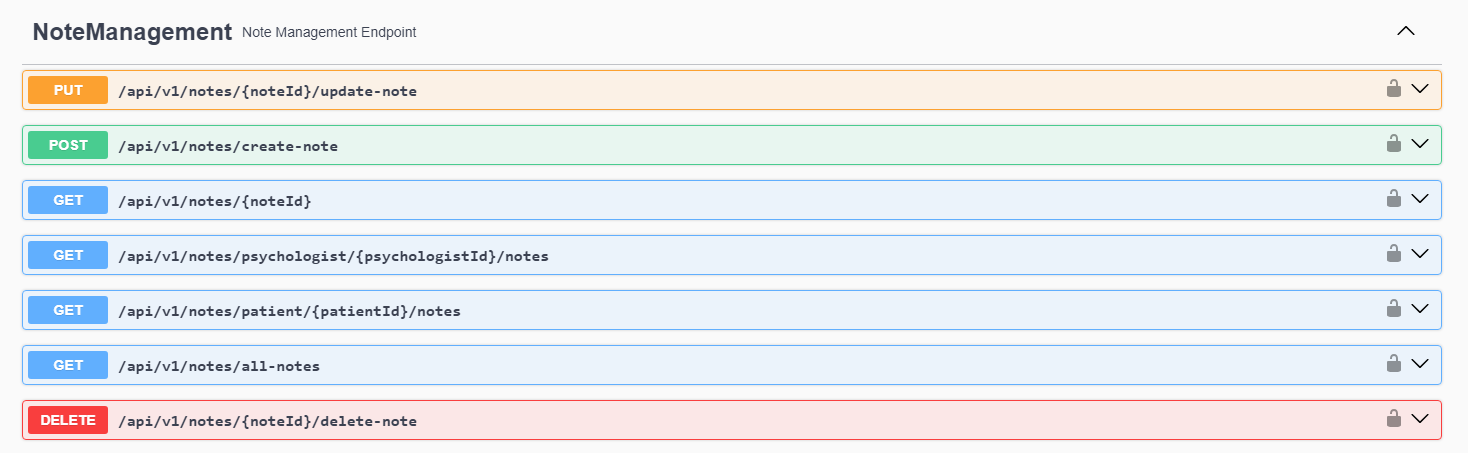 NoteManagement Note Management Endpoint
PUT /api/v1/notes/{noteId}/update-note
POST /api/v1/notes/create-note
GET /api/v1/notes/{noteId}
GET /api/v1/notes/psychologist/{psychologistId}/notes
GET /api/v1/notes/patient/{patientId}/notes
GET /api/v1/notes/all-notes
DELETE /api/v1/notes/{noteId}/delete-note